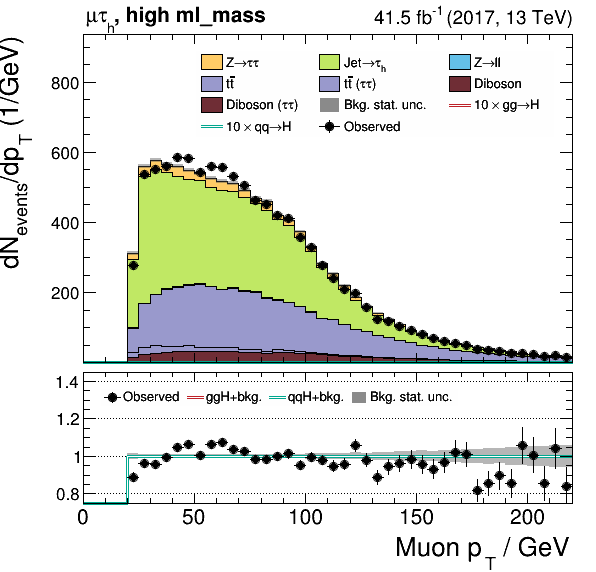 μτₕ, high ml_mass 41.5 fb⁻¹ (2017, 13 TeV)
dN_events/dp_T (1/GeV)
800
600
400
200
Z→ττ Jet→τₕ Z→ll
tt̄ tt̄ (ττ) Diboson
Diboson (ττ) Bkg. stat. unc. 10 × gg→H
10 × qq→H Observed
1.4
1.2
1
0.8
Observed ggH+bkg. qqH+bkg. Bkg. stat. unc.
0 50 100 150 200
Muon p_T / GeV